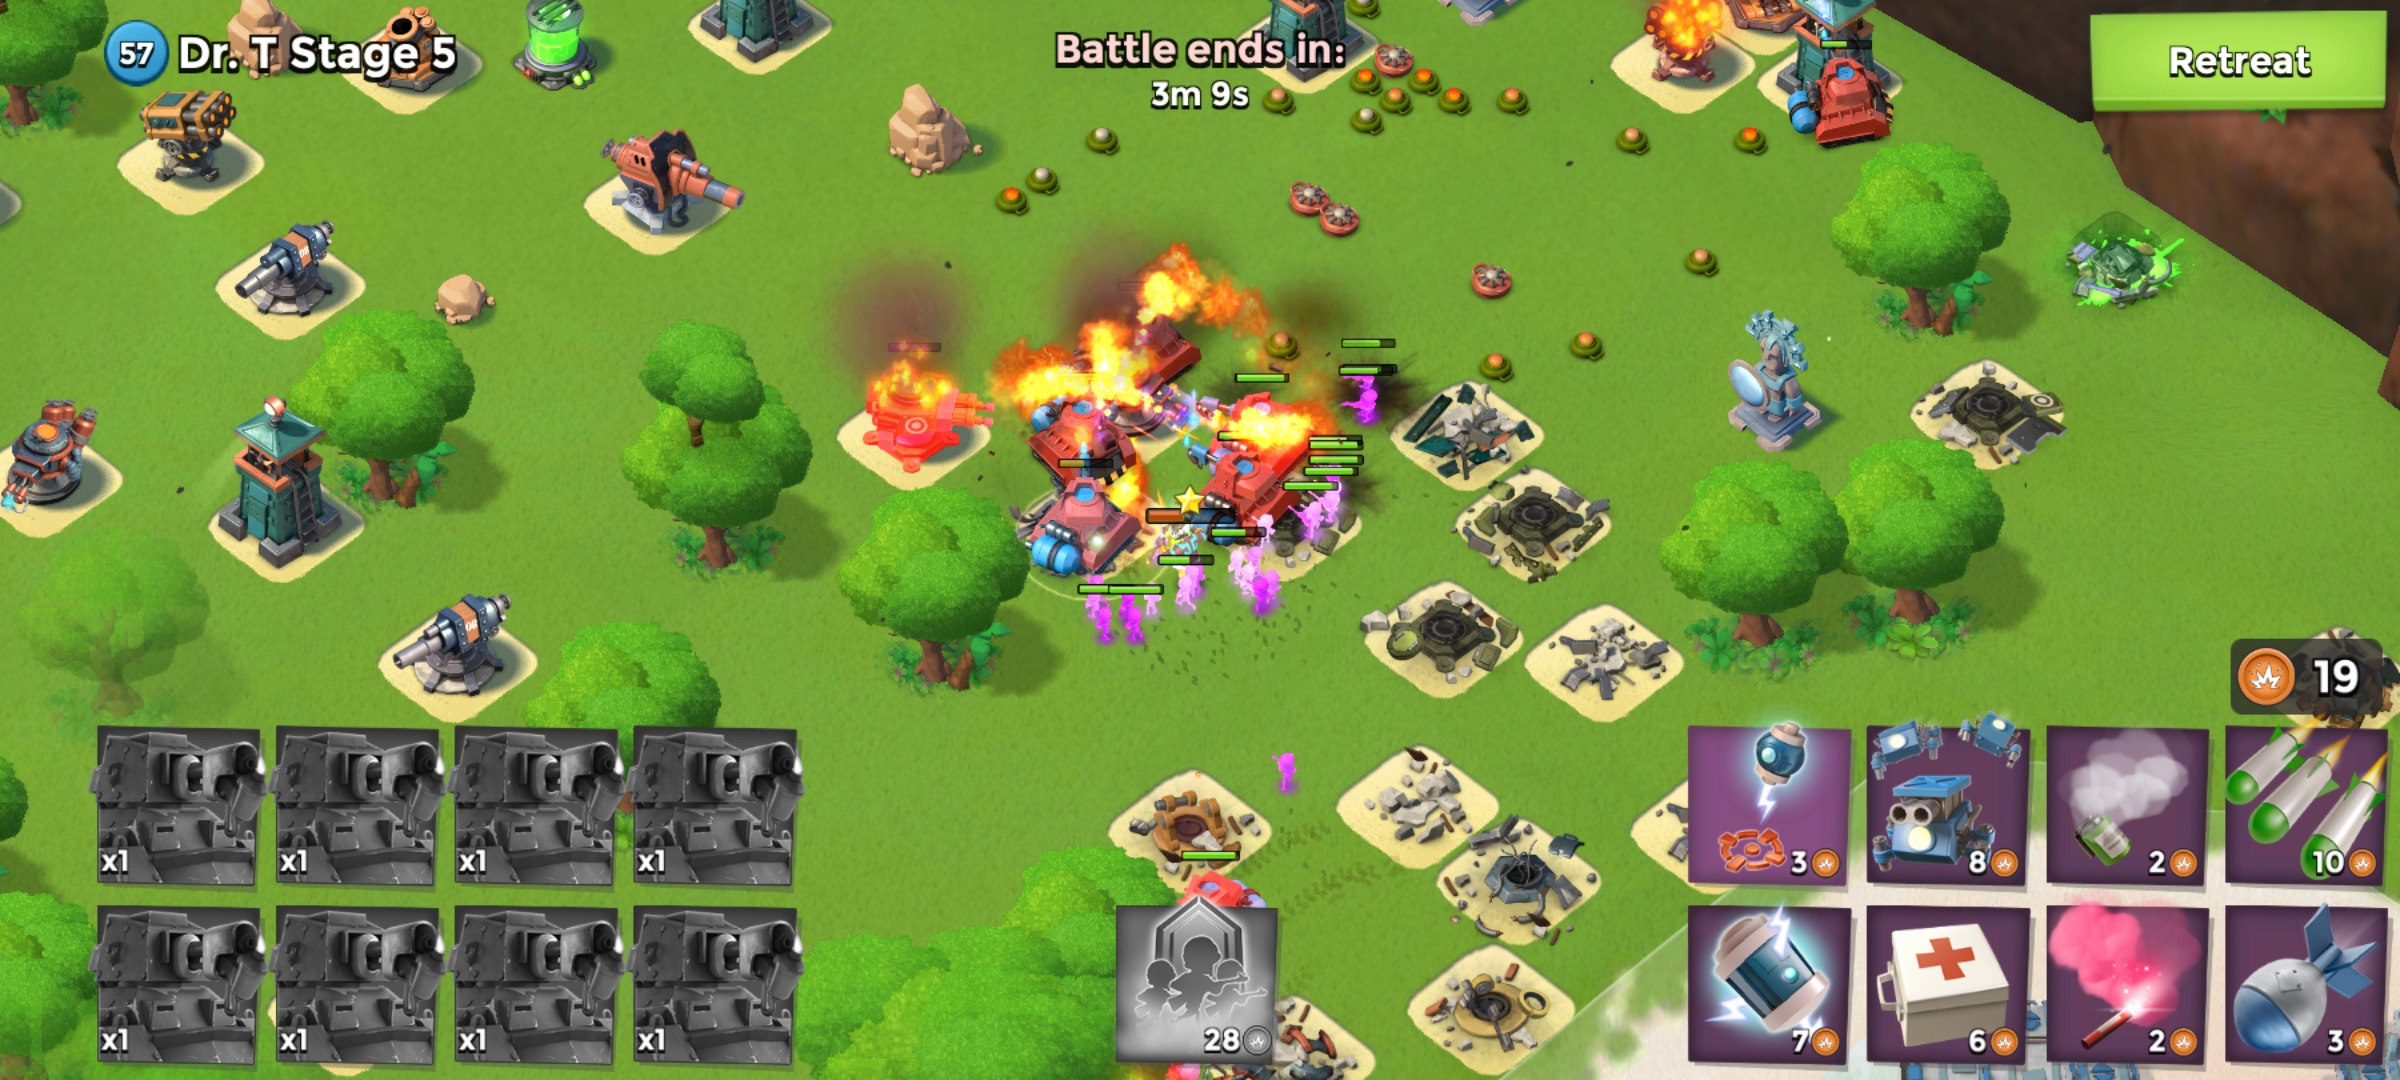 57 Dr. T Stage 5
Battle ends in:
3m 9s
Retreat
19
x1 x1 x1 x1
3 8 2 10
x1 x1 x1 x1
28
7 6 2 3